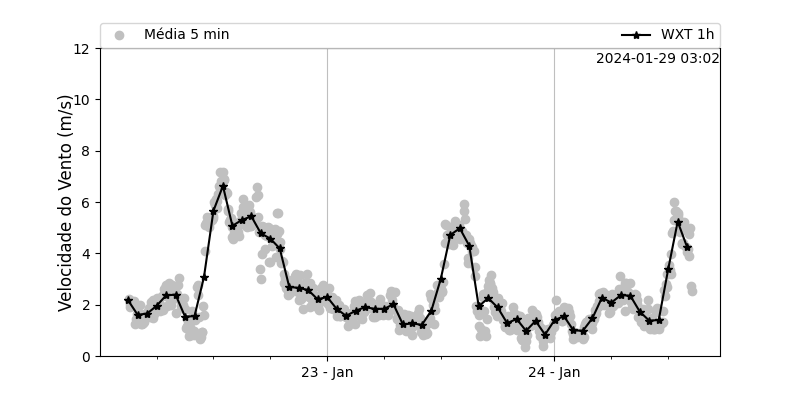 Média 5 min
WXT 1h
2024-01-29 03:02
Velocidade do Vento (m/s)
12
10
8
6
4
2
0
23 - Jan
24 - Jan